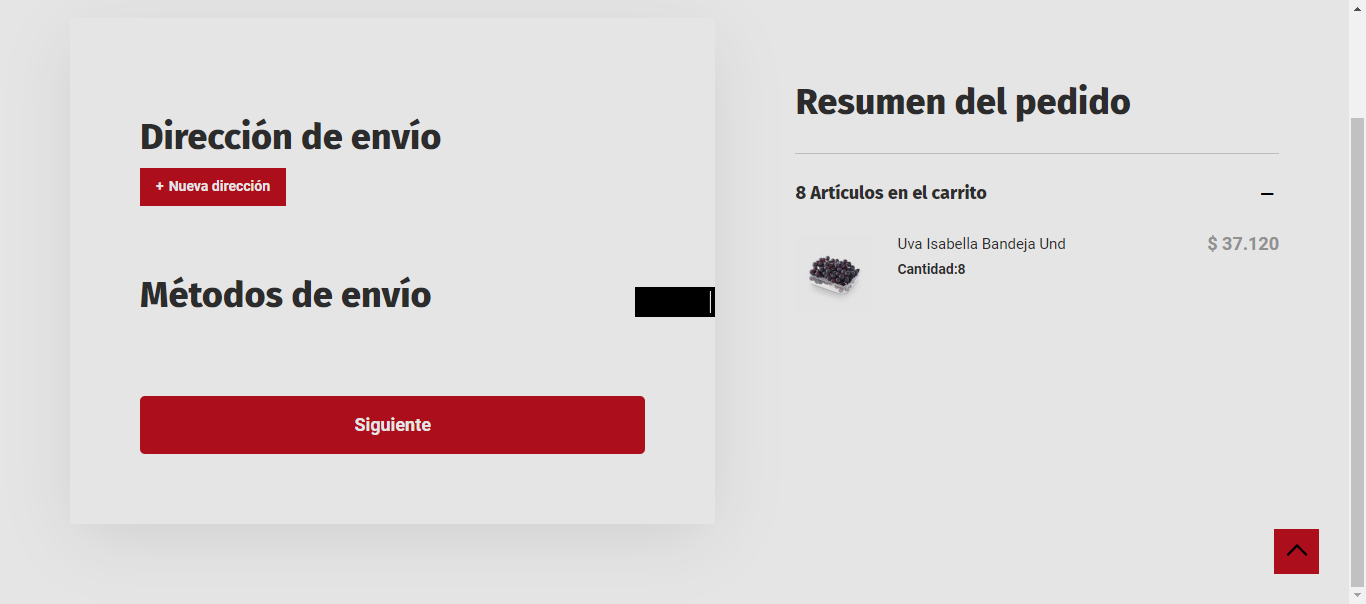 Dirección de envío
+ Nueva dirección
Métodos de envío
Siguiente
Resumen del pedido
8 Artículos en el carrito
Uva Isabella Bandeja Und
$ 37.120
Cantidad:8